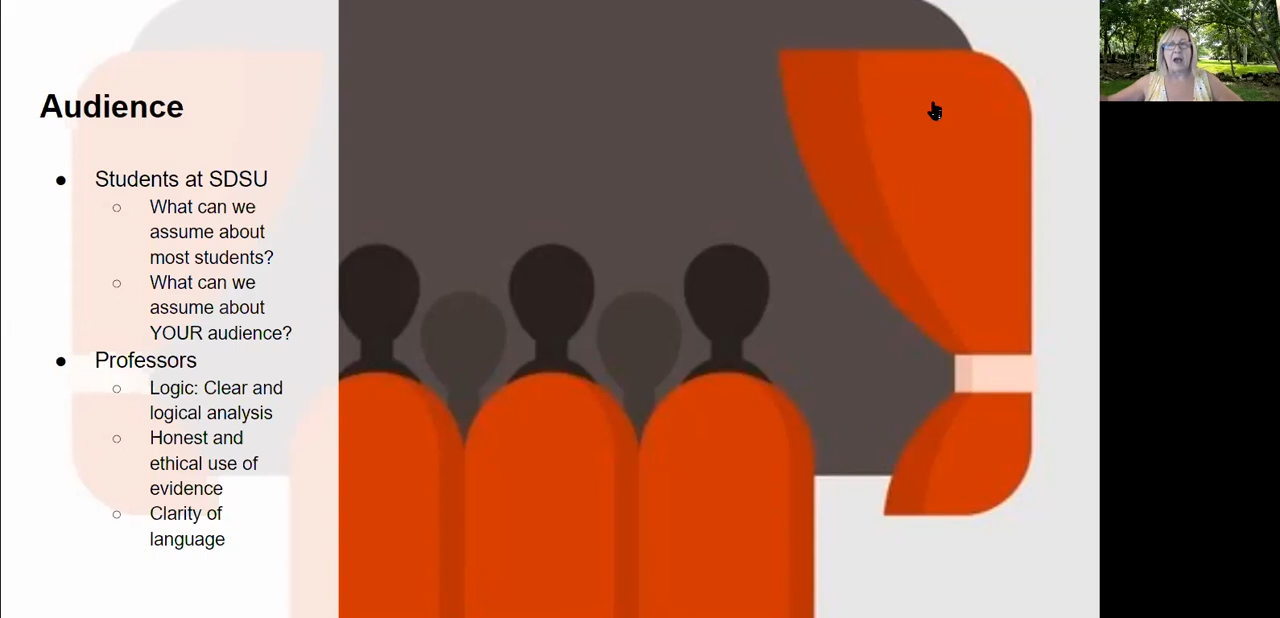 Audience
● Students at SDSU
○ What can we
assume about
most students?
○ What can we
assume about
YOUR audience?
● Professors
○ Logic: Clear and
logical analysis
○ Honest and
ethical use of
evidence
○ Clarity of
language